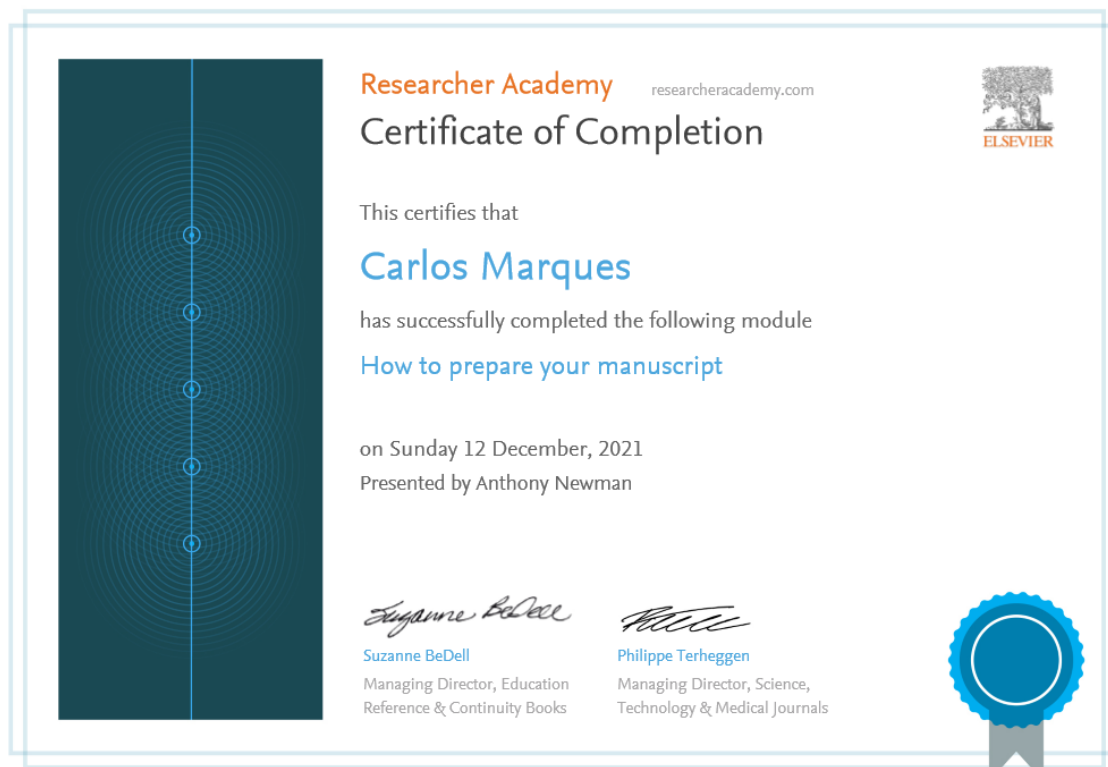 Researcher Academy researcheracademy.com
Certificate of Completion
ELSEVIER
This certifies that
Carlos Marques
has successfully completed the following module
How to prepare your manuscript
on Sunday 12 December, 2021
Presented by Anthony Newman
Suzanne BeDell
Suzanne BeDell
Managing Director, Education
Reference & Continuity Books
Philippe Terheggen
Managing Director, Science,
Technology & Medical Journals